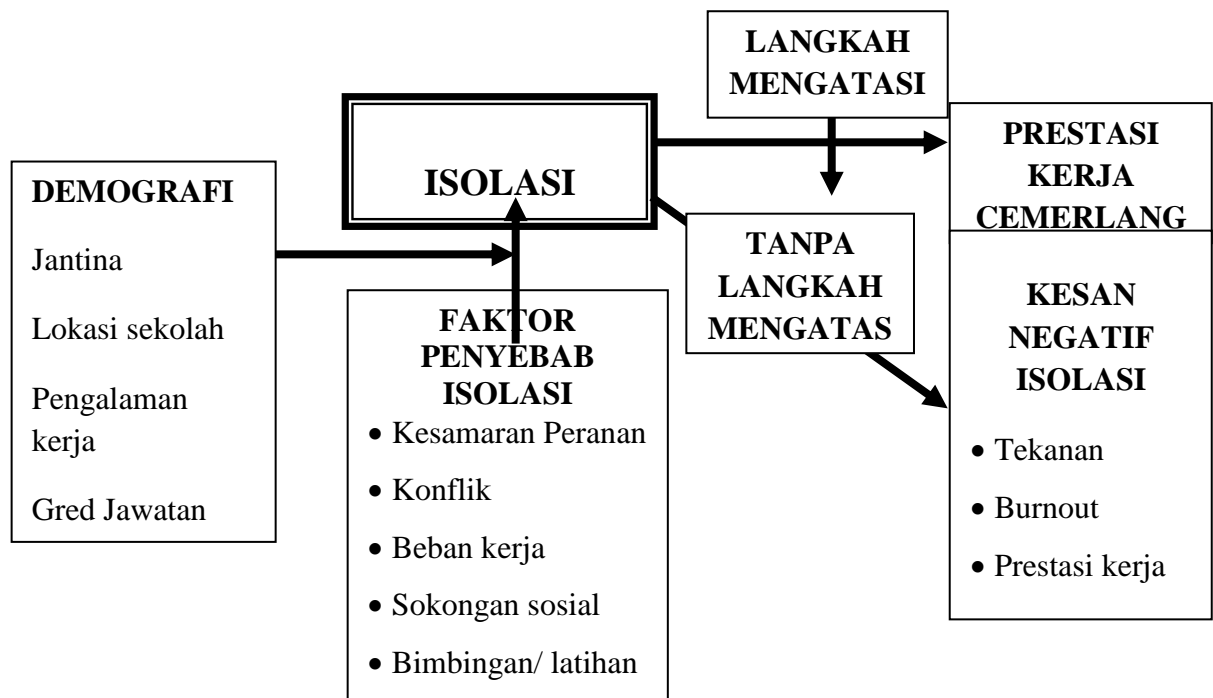 LANGKAH
MENGATASI
ISOLASI
PRESTASI
KERJA
CEMERLANG
DEMOGRAFI
Jantina
Lokasi sekolah
Pengalaman
kerja
Gred Jawatan
FAKTOR
PENYEBAB
ISOLASI
• Kesamaran Peranan
• Konflik
• Beban kerja
• Sokongan sosial
• Bimbingan/ latihan
TANPA
LANGKAH
MENGATAS
KESAN
NEGATIF
ISOLASI
• Tekanan
• Burnout
• Prestasi kerja